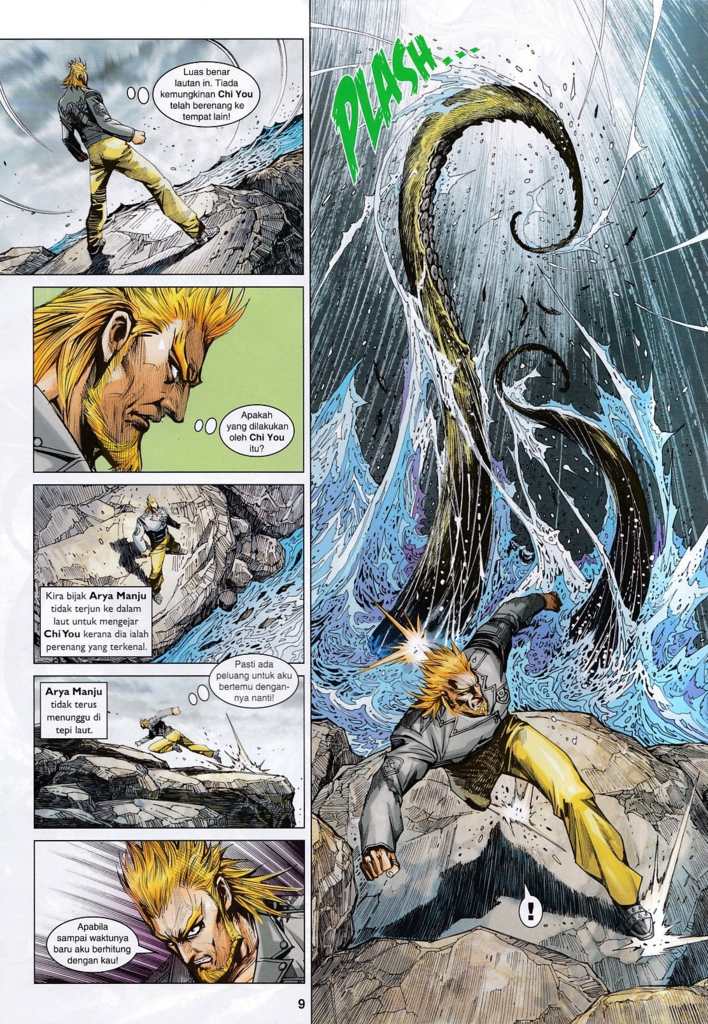 Luas benar
lautan in. Tiada
kemungkinan Chi You
telah berenang ke
tempat lain!
Apakah
yang dilakukan
oleh Chi You
itu?
Kira bijak Arya Manju
tidak terjun ke dalam
laut untuk mengejar
Chi You kerana dia ialah
perenang yang terkenal.
Pasti ada
peluang untuk aku
bertemu dengan-
nya nanti!
Arya Manju
tidak terus
menunggu di
tepi laut.
Apabila
sampai waktunya
baru aku berhitung
dengan kau!
9
PLASH...
!